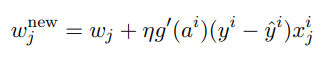 w_j^{new} = w_j + ηg′(a^i)(y^i − ŷ^i)x_j^i